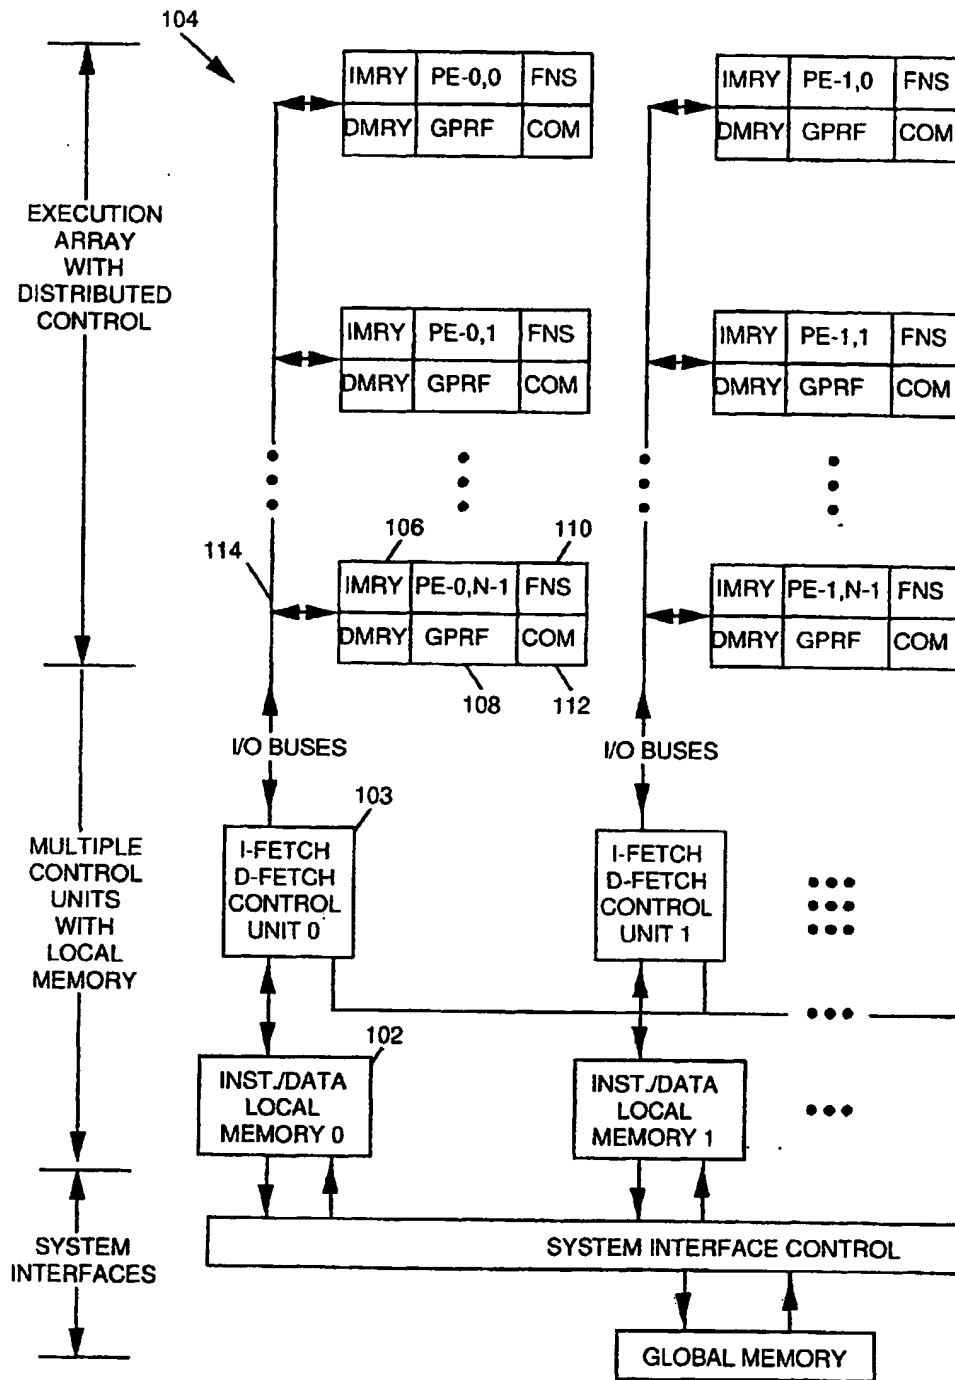 104
IMRY PE-0,0 FNS
DMRY GPRF COM
IMRY PE-1,0 FNS
DMRY GPRF COM
EXECUTION
ARRAY
WITH
DISTRIBUTED
CONTROL
IMRY PE-0,1 FNS
DMRY GPRF COM
IMRY PE-1,1 FNS
DMRY GPRF COM
114
106
110
IMRY PE-0,N-1 FNS
DMRY GPRF COM
108
112
IMRY PE-1,N-1 FNS
DMRY GPRF COM
I/O BUSES
I/O BUSES
MULTIPLE
CONTROL
UNITS
WITH
LOCAL
MEMORY
103
I-FETCH
D-FETCH
CONTROL
UNIT 0
I-FETCH
D-FETCH
CONTROL
UNIT 1
102
INST./DATA
LOCAL
MEMORY 0
INST./DATA
LOCAL
MEMORY 1
SYSTEM
INTERFACES
SYSTEM INTERFACE CONTROL
GLOBAL MEMORY